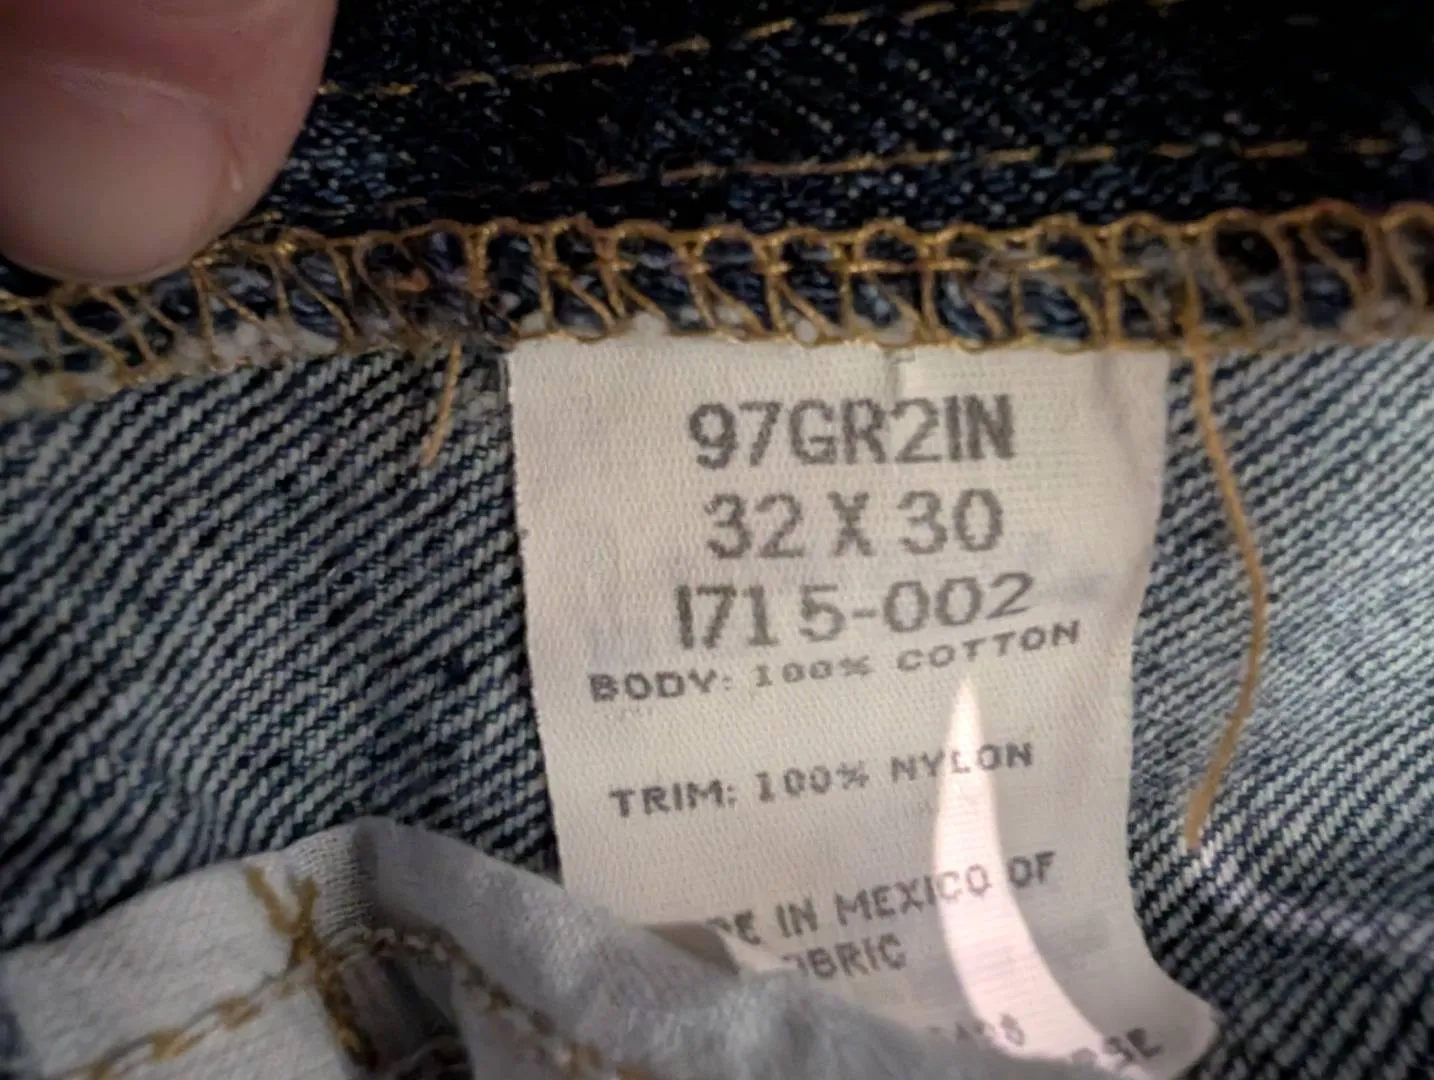 97GR2IN
32 X 30
1715-002
BODY: 100% COTTON
TRIM: 100% NYLON
IN MEXICO OF